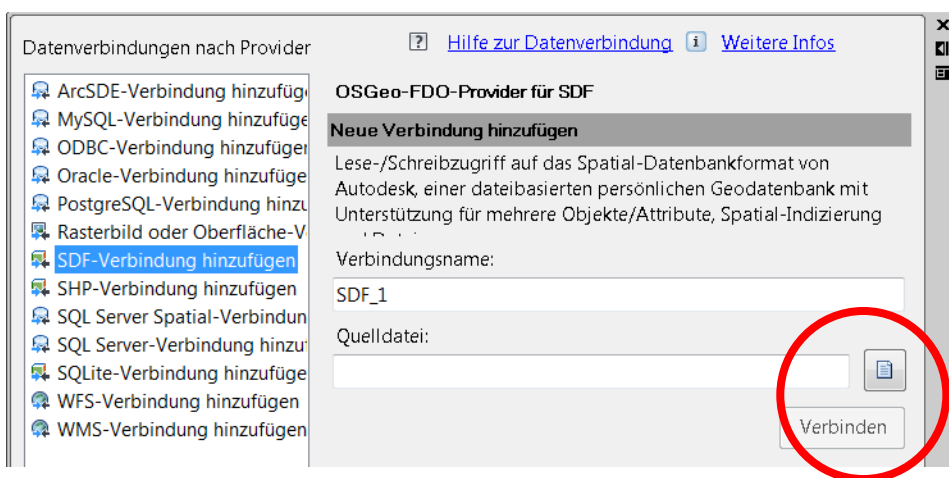 Datenverbindungen nach Provider
Hilfe zur Datenverbindung
Weitere Infos
ArcSDE-Verbindung hinzufüg
MySQL-Verbindung hinzufüge
ODBC-Verbindung hinzufüger
Oracle-Verbindung hinzufüge
PostgreSQL-Verbindung hinzu
Rasterbild oder Oberfläche-V
SDF-Verbindung hinzufügen
SHP-Verbindung hinzufügen
SQL Server Spatial-Verbindun
SQL Server-Verbindung hinzu
SQLite-Verbindung hinzufüge
WFS-Verbindung hinzufügen
WMS-Verbindung hinzufügen
OSGeo-FDO-Provider für SDF
Neue Verbindung hinzufügen
Lese-/Schreibzugriff auf das Spatial-Datenbankformat von
Autodesk, einer dateibasierten persönlichen Geodatenbank mit
Unterstützung für mehrere Objekte/Attribute, Spatial-Indizierung
Verbindungsname:
SDF_1
Quelldatei:
Verbinden